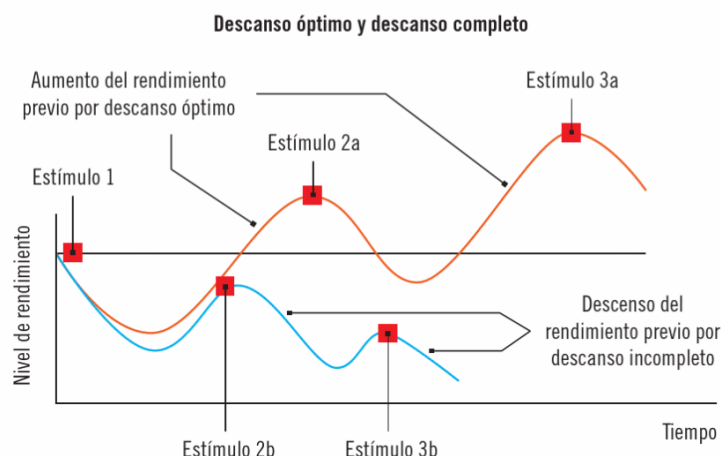 Descanso óptimo y descanso completo
Aumento del rendimiento
previo por descanso óptimo
Estímulo 3a
Estímulo 2a
Estímulo 1
Nivel de rendimiento
Descenso del
rendimiento previo por
descanso incompleto
Tiempo
Estímulo 2b
Estímulo 3b